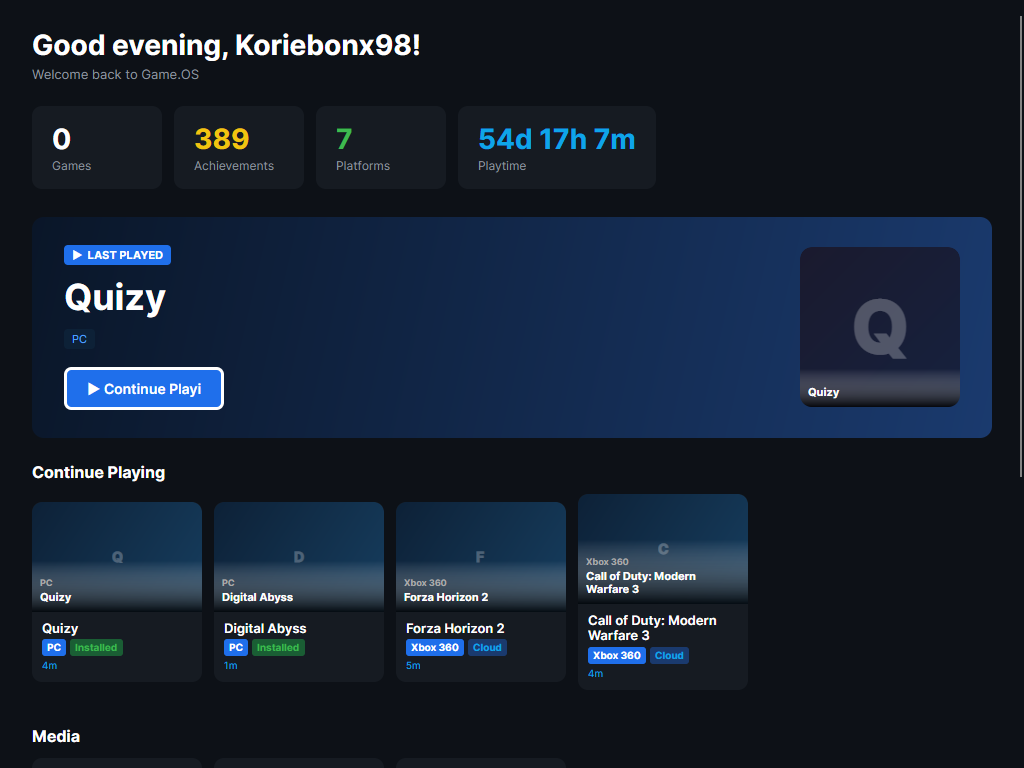 Good evening, Koriebonx98!
Welcome back to Game.OS
0
Games
389
Achievements
7
Platforms
54d 17h 7m
Playtime
▶ LAST PLAYED
Quizy
PC
▶ Continue Playi
Q
Quizy
Continue Playing
Q
PC
Quizy
Quizy
PC Installed
4m
D
PC
Digital Abyss
Digital Abyss
PC Installed
1m
F
Xbox 360
Forza Horizon 2
Forza Horizon 2
Xbox 360 Cloud
5m
C
Xbox 360
Call of Duty: Modern
Warfare 3
Call of Duty: Modern
Warfare 3
Xbox 360 Cloud
4m
Media